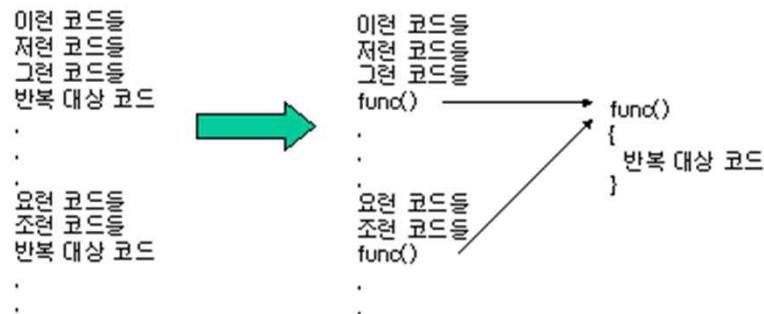 이런 코드들
저런 코드들
그런 코드들
반복 대상 코드
.
.
.
요런 코드들
조런 코드들
반복 대상 코드
.
.
이런 코드들
저런 코드들
그런 코드들
func()
.
.
.
요런 코드들
조런 코드들
func()
.
.
func()
{
반복 대상 코드
}